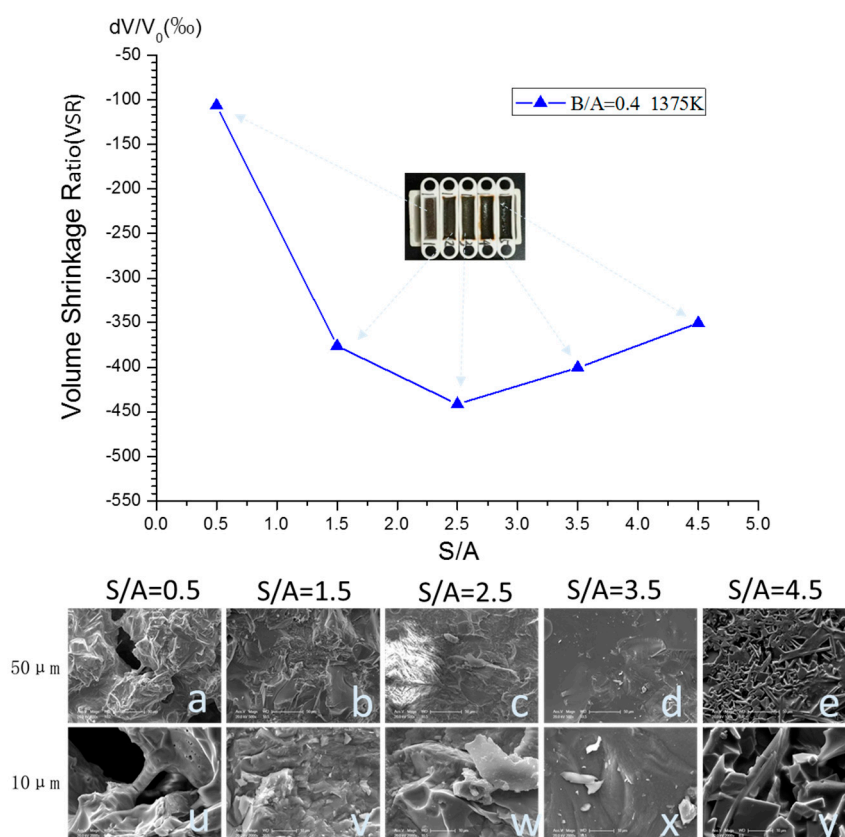 dV/V₀(‰)
Volume Shrinkage Ratio(VSR)
-50
-100
-150
-200
-250
-300
-350
-400
-450
-500
-550
B/A=0.4 1375K
0.0 0.5 1.0 1.5 2.0 2.5 3.0 3.5 4.0 4.5 5.0
S/A
S/A=0.5 S/A=1.5 S/A=2.5 S/A=3.5 S/A=4.5
50μm
a b c d e
10μm
u v w x y